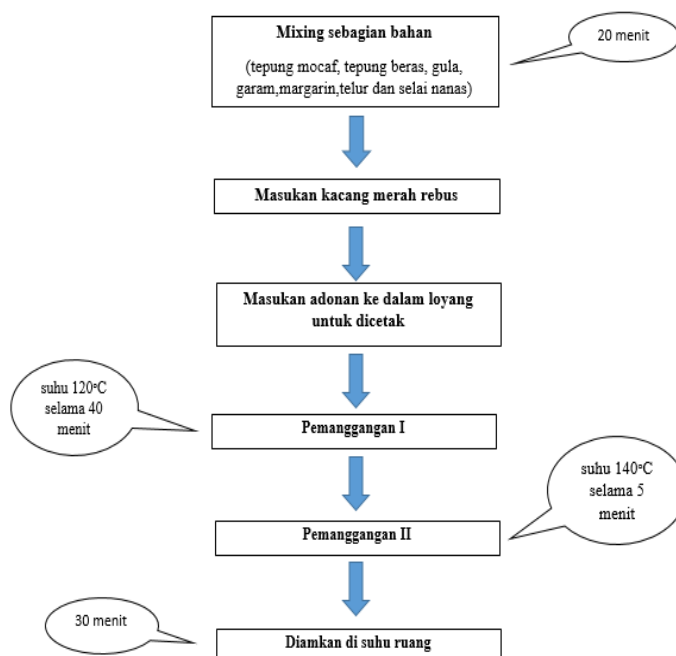 Mixing sebagian bahan
20 menit
(tepung mocaf, tepung beras, gula,
garam,margarin,telur dan selai nanas)
Masukan kacang merah rebus
Masukan adonan ke dalam loyang
untuk dicetak
suhu 120°C
selama 40
menit
Pemanggangan I
suhu 140°C
selama 5
menit
Pemanggangan II
30 menit
Diamkan di suhu ruang